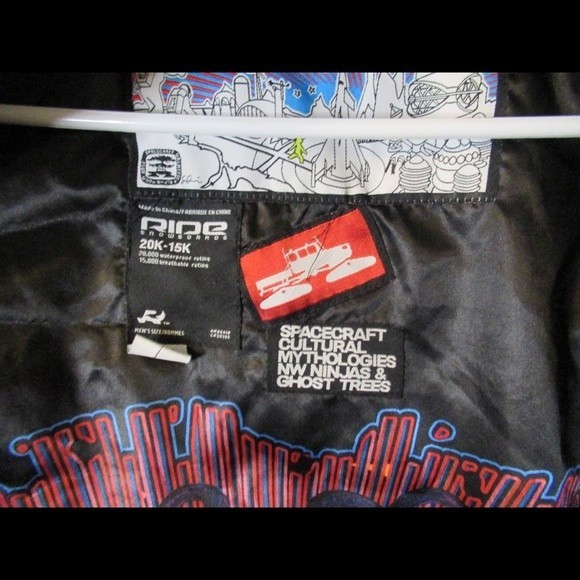 Made in China/FABRIQUE EN CHINE
RIDE
SNOWBOARDS
20K-15K
20,000 waterproof rating
15,000 breathable rating
R
MEN'S SIZE/HOMMES
SPACECRAFT
CULTURAL
MYTHOLOGIES
NW NINJAS &
GHOST TREES